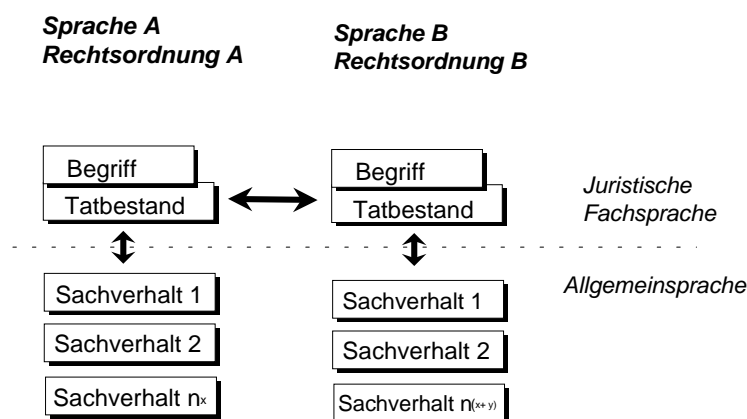 Sprache A
Rechtsordnung A
Sprache B
Rechtsordnung B
Begriff
Tatbestand
Begriff
Tatbestand
Juristische
Fachsprache
Allgemeinsprache
Sachverhalt 1
Sachverhalt 2
Sachverhalt nx
Sachverhalt 1
Sachverhalt 2
Sachverhalt n(x+y)